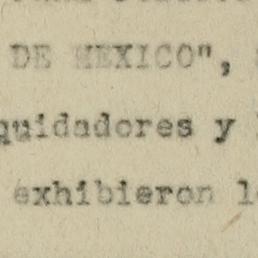 DE MEXICO",
quidadores y
exhibieron l